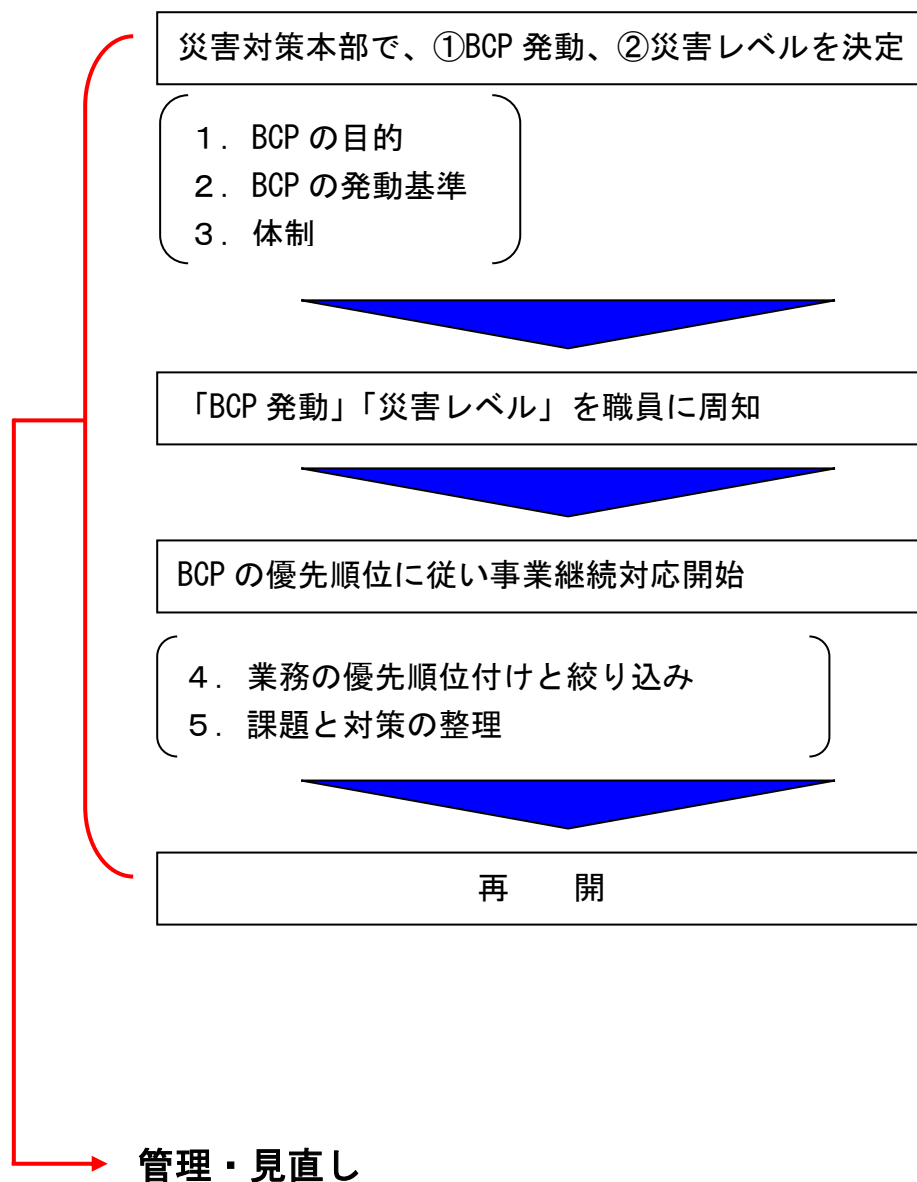 災害対策本部で、①BCP 発動、②災害レベルを決定
１．BCP の目的
２．BCP の発動基準
３．体制
「BCP 発動」「災害レベル」を職員に周知
BCP の優先順位に従い事業継続対応開始
４．業務の優先順位付けと絞り込み
５．課題と対策の整理
再　　開
管理・見直し